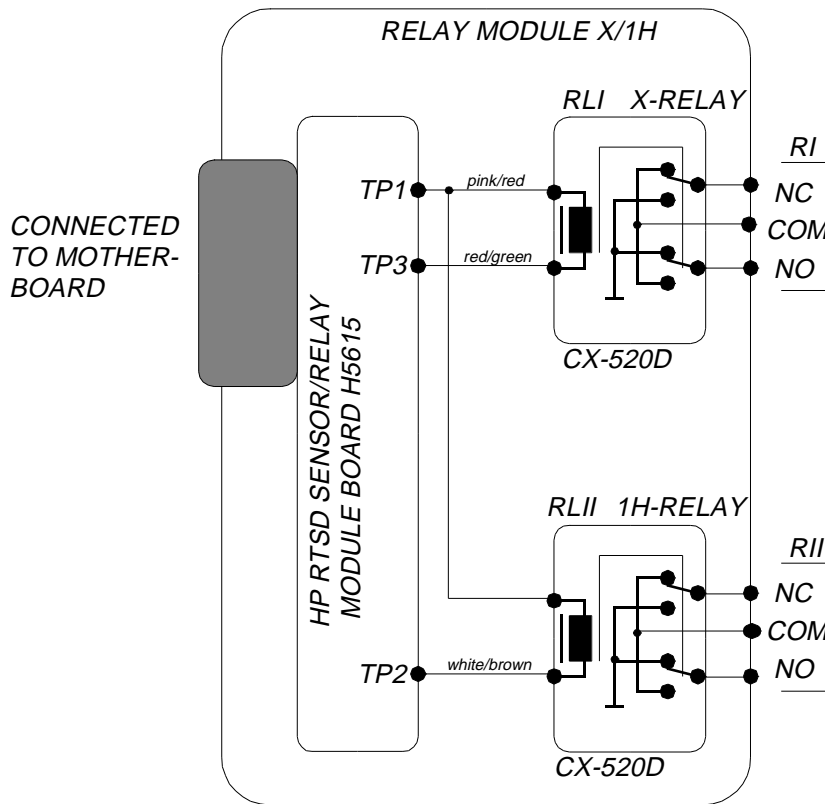 RELAY MODULE X/1H
RLI X-RELAY
RI
TP1
pink/red
NC
CONNECTED
TO MOTHER-
BOARD
COM
TP3
red/green
NO
CX-520D
HP RTSD SENSOR/RELAY
MODULE BOARD H5615
RLII 1H-RELAY
RII
NC
COM
TP2
white/brown
NO
CX-520D